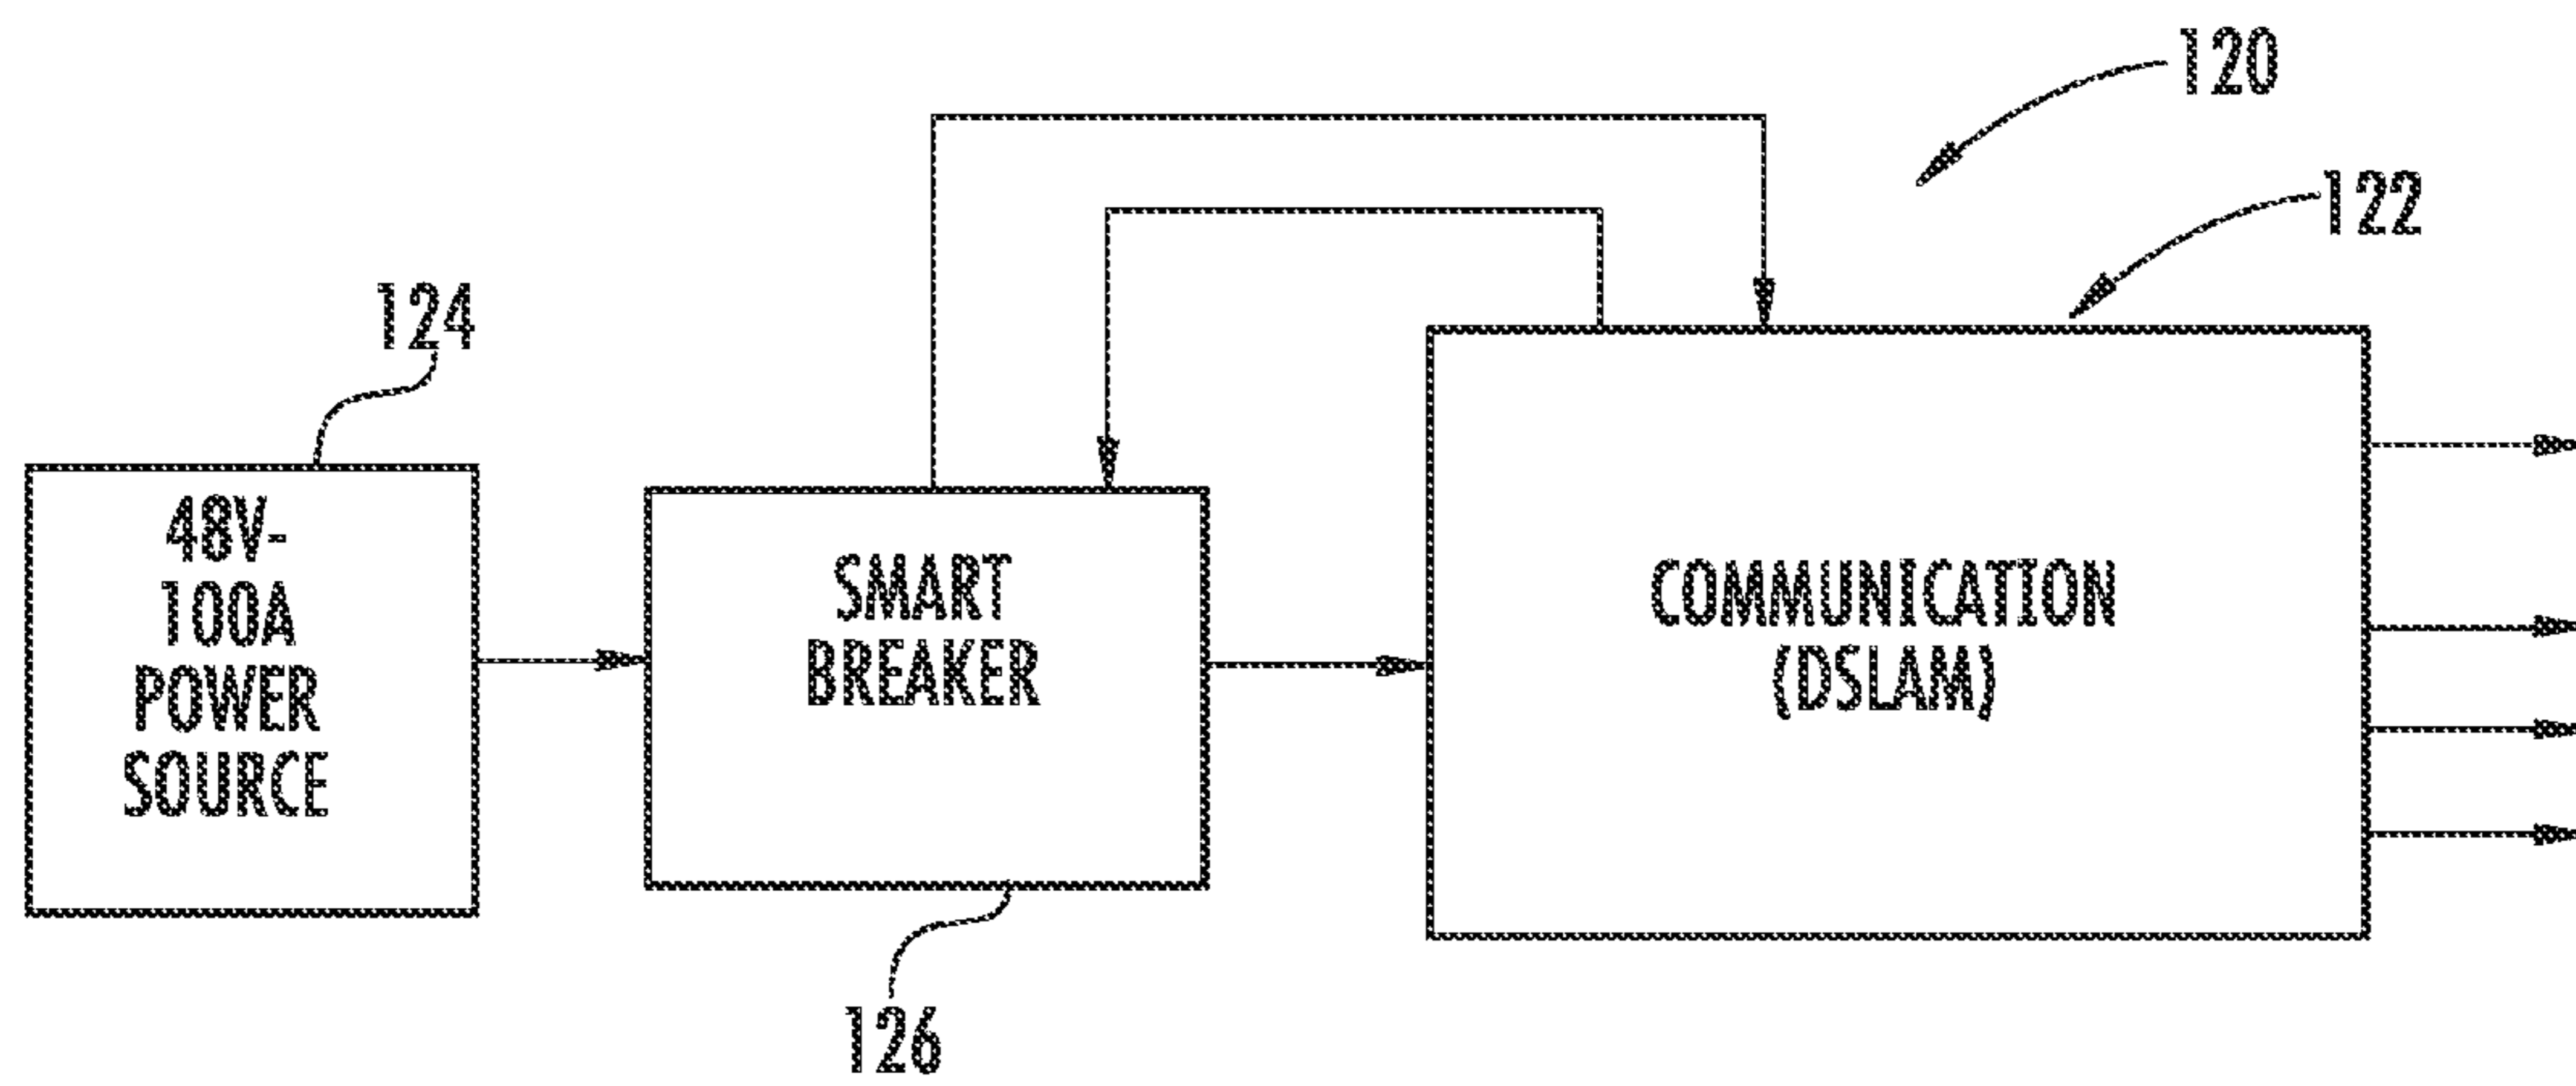 120
122
124
48V-
100A
POWER
SOURCE
SMART
BREAKER
COMMUNICATION
(DSLAM)
126